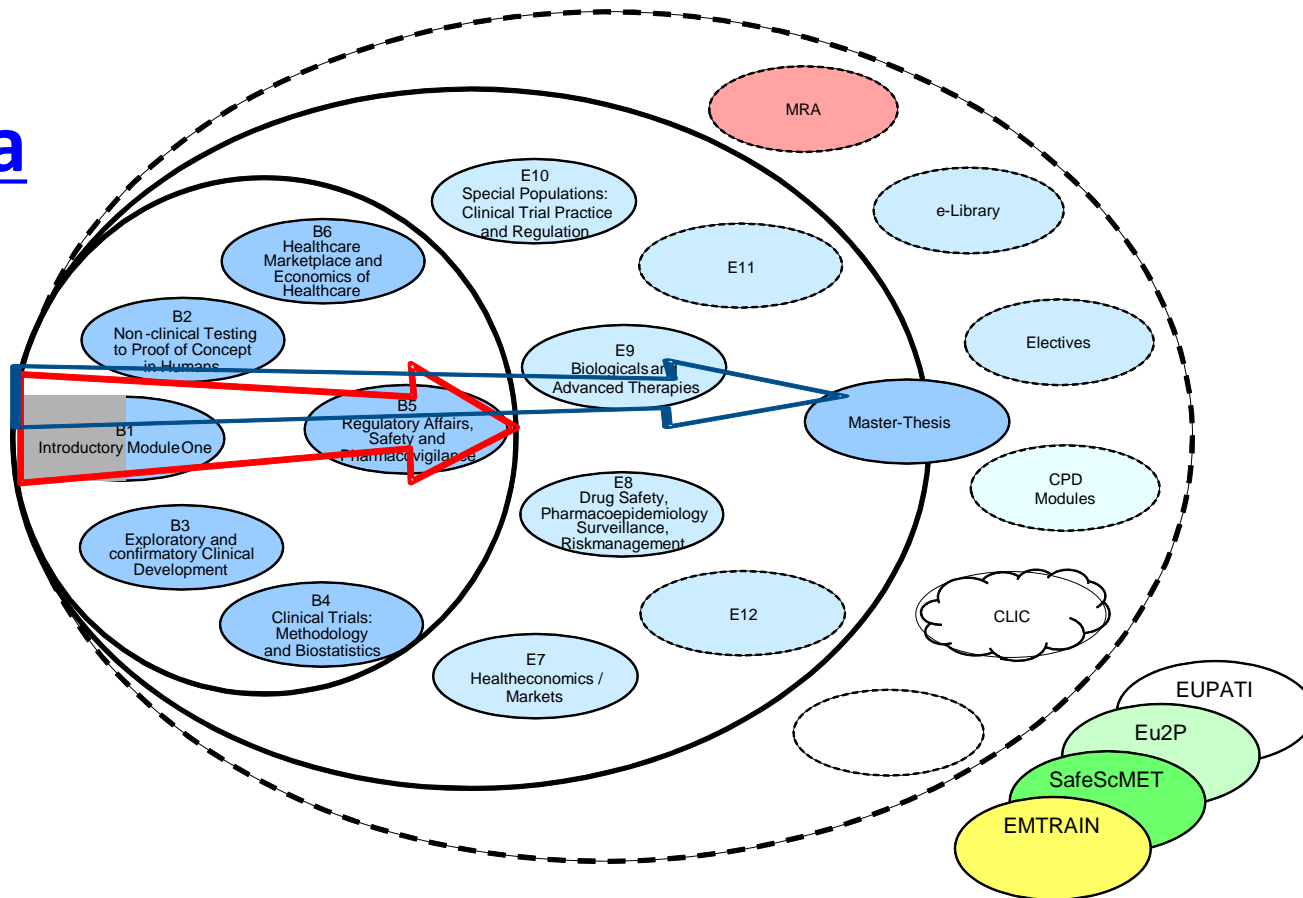 a
MRA
E10
Special Populations:
Clinical Trial Practice
and Regulation
e-Library
B6
Healthcare
Marketplace and
Economics of
Healthcare
E11
B2
Non-clinical Testing
to Proof of Concept
in Humans
Electives
E9
Biologicals and
Advanced Therapies
B5
Regulatory Affairs,
Safety and
Pharmacovigilance
Master-Thesis
B1
Introductory Module One
CPD
Modules
E8
Drug Safety,
Pharmacoepidemiology
Surveillance,
Riskmanagement
B3
Exploratory and
confirmatory Clinical
Development
B4
Clinical Trials:
Methodology
and Biostatistics
E12
CLIC
E7
Healtheconomics /
Markets
EUPATI
Eu2P
SafeScMET
EMTRAIN